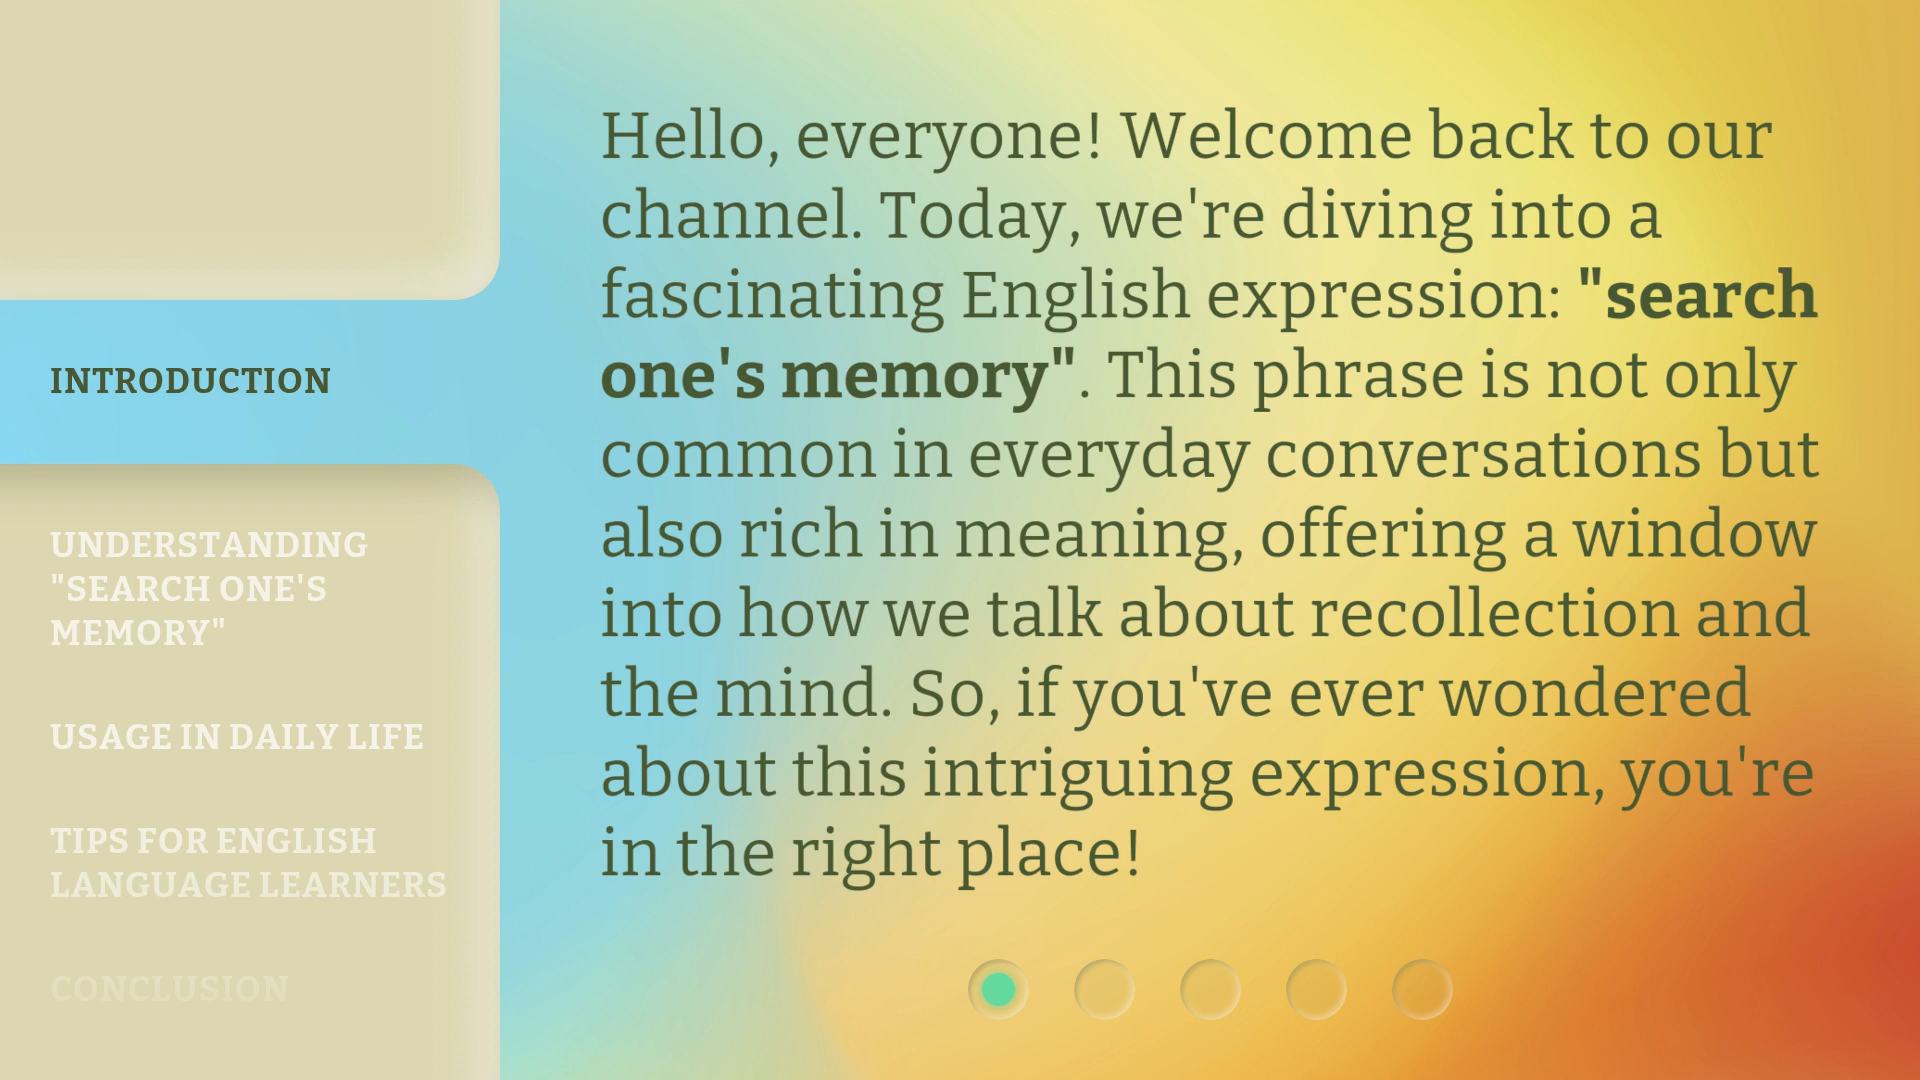 INTRODUCTION
UNDERSTANDING
"SEARCH ONE'S
MEMORY"
USAGE IN DAILY LIFE
TIPS FOR ENGLISH
LANGUAGE LEARNERS
CONCLUSION
Hello, everyone! Welcome back to our
channel. Today, we're diving into a
fascinating English expression: "search
one's memory". This phrase is not only
common in everyday conversations but
also rich in meaning, offering a window
into how we talk about recollection and
the mind. So, if you've ever wondered
about this intriguing expression, you're
in the right place!